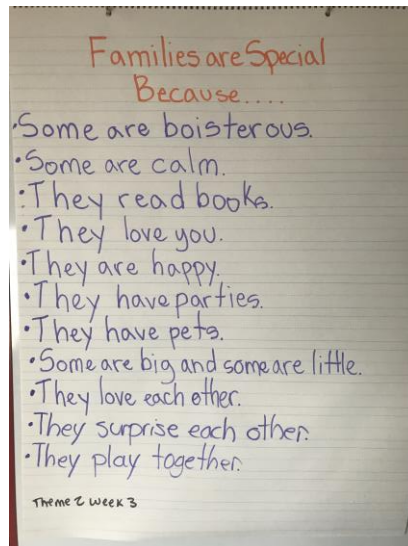 Families are Special
Because....
•Some are boisterous.
•Some are calm.
•They read books.
•They love you.
•They are happy.
•They have parties.
•They have pets.
•Some are big and some are little.
•They love each other.
•They surprise each other.
•They play together.
Theme 2 Week 3